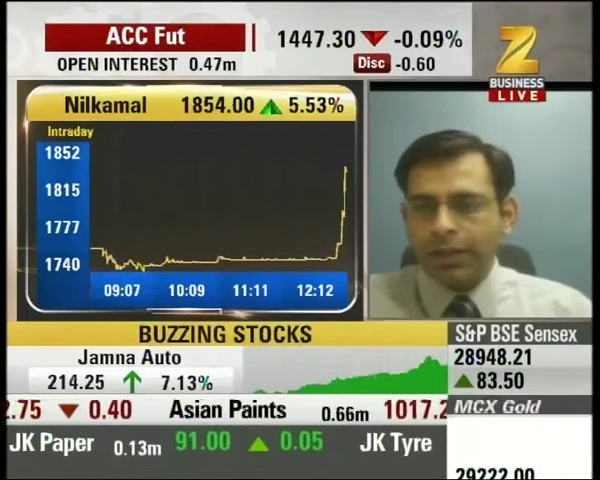 ACC Fut 1447.30 -0.09%
OPEN INTEREST 0.47m Disc -0.60
Z
BUSINESS
LIVE
Nilkamal 1854.00 5.53%
Intraday
1852
1815
1777
1740
09:07 10:09 11:11 12:12
BUZZING STOCKS
Jamna Auto
214.25 7.13%
S&P BSE Sensex
28948.21
83.50
2.75 0.40 Asian Paints 0.66m 1017.2
MCX Gold
JK Paper 0.13m 91.00 0.05 JK Tyre
29222.00